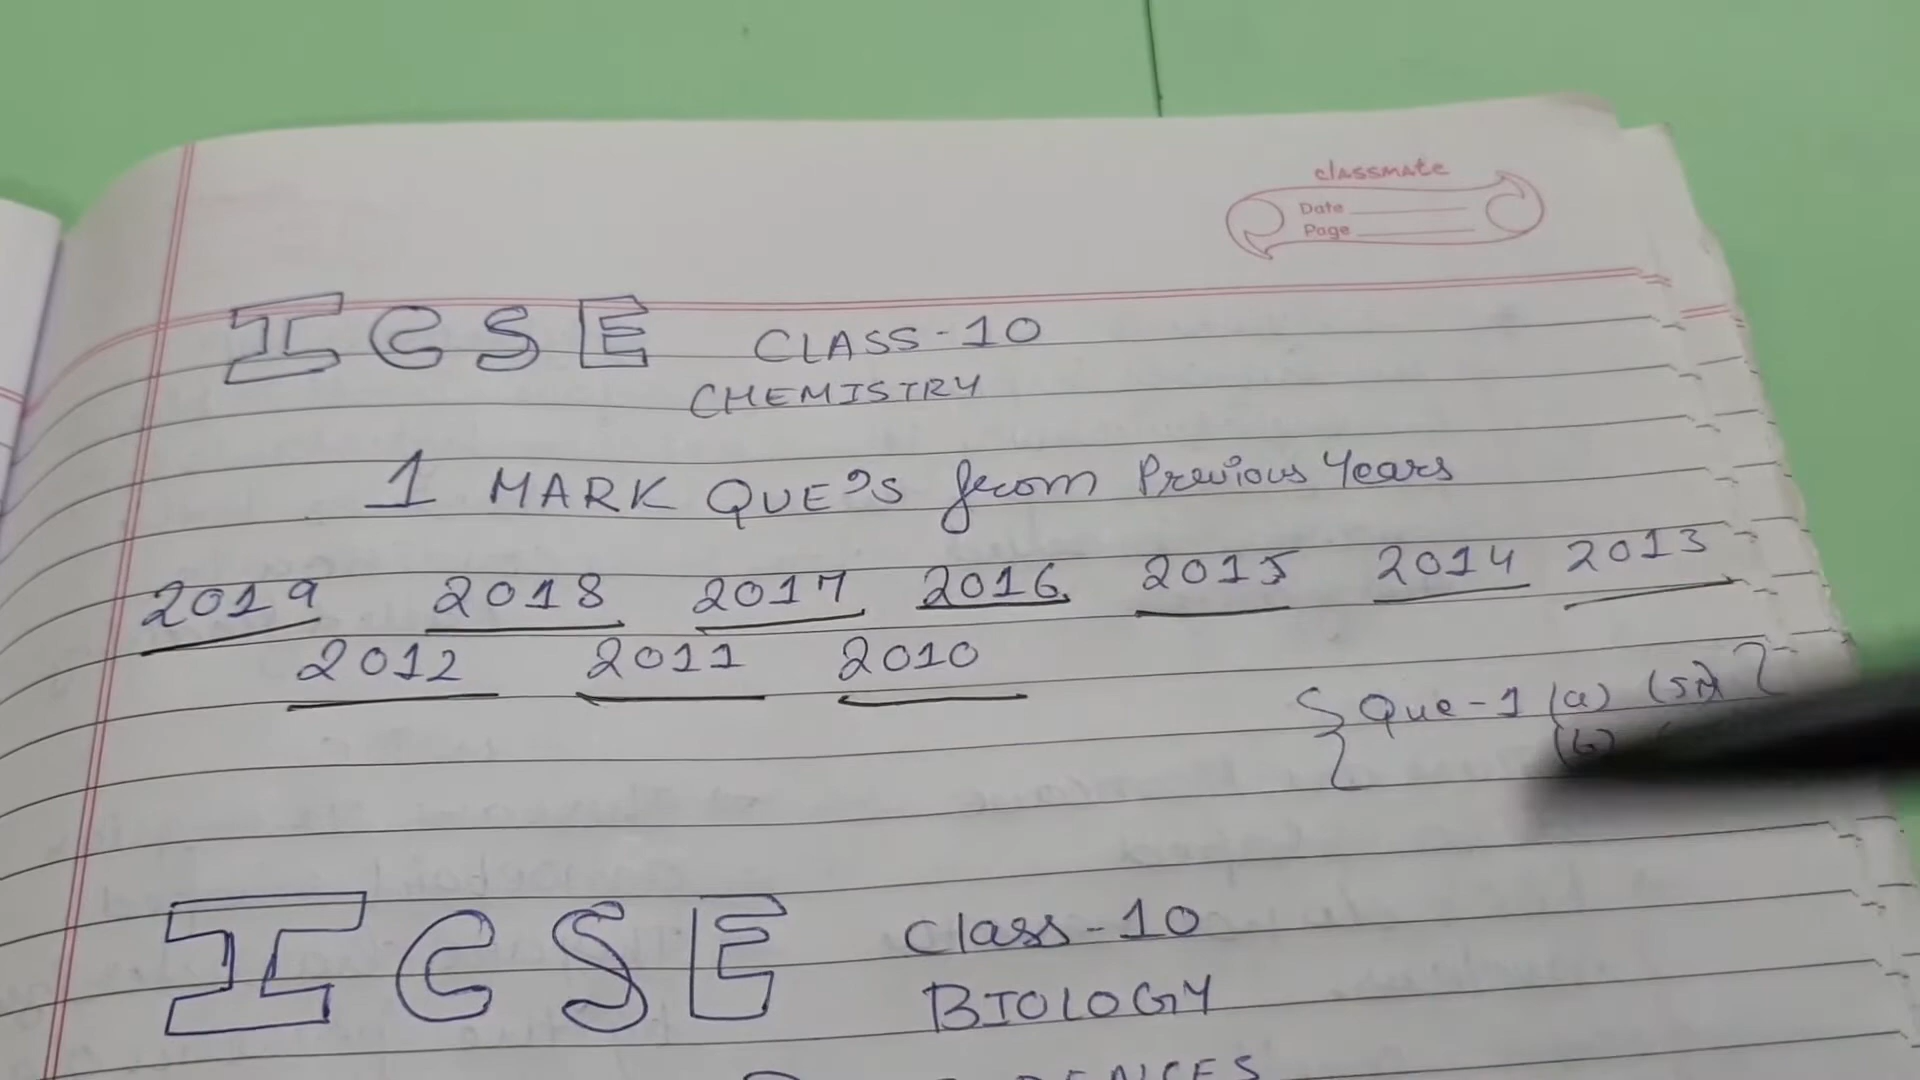 classmate
Date
Page
ICSE CLASS-10
CHEMISTRY
1 MARK QUE's from Previous Years
2019 2018 2017 2016 2015 2014 2013
2012 2011 2010
{ Que-1 (a) }
(b)
ICSE Class-10
BIOLOGY